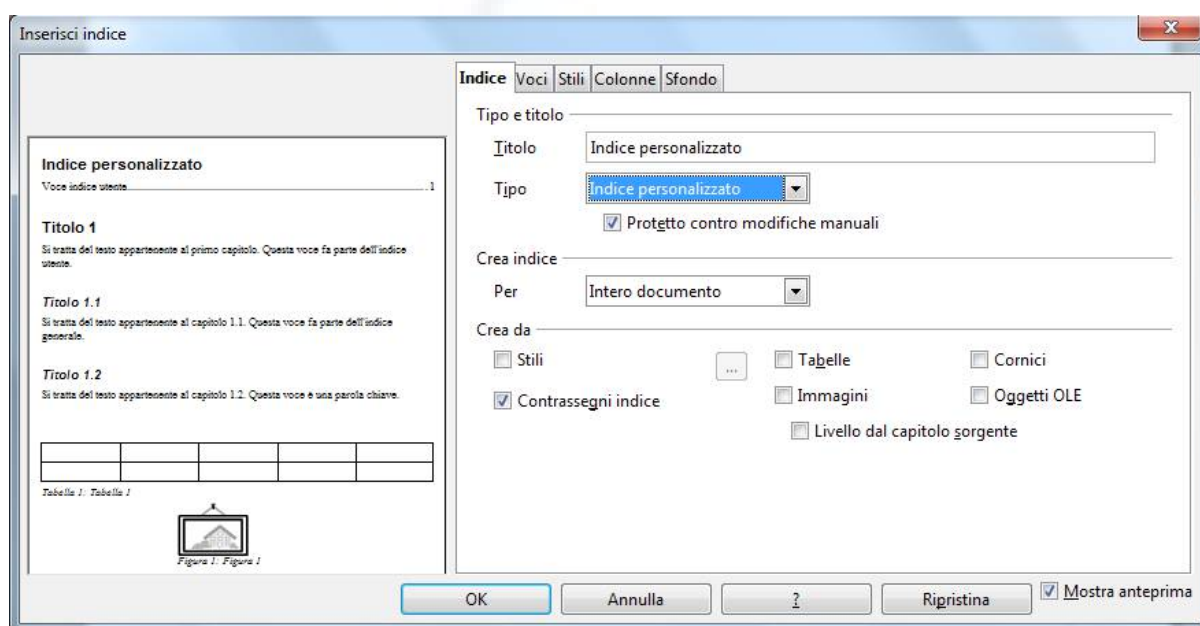 Inserisci indice
X
Indice Voci Stili Colonne Sfondo
Indice personalizzato
Voce indice utente 1
Titolo 1
Si tratta del testo appartenente al primo capitolo. Questa voce fa parte dell'indice
utente.
Titolo 1.1
Si tratta del testo appartenente al capitolo 1.1. Questa voce fa parte dell'indice
generale.
Titolo 1.2
Si tratta del testo appartenente al capitolo 1.2. Questa voce è una parola chiave.
Tabella 1: Tabella 1
Figura 1: Figura 1
Tipo e titolo
Titolo Indice personalizzato
Tipo Indice personalizzato
Protetto contro modifiche manuali
Crea indice
Per Intero documento
Crea da
Stili ... Tabelle Cornici
Contrassegni indice Immagini Oggetti OLE
Livello dal capitolo sorgente
OK Annulla ? Ripristina Mostra anteprima